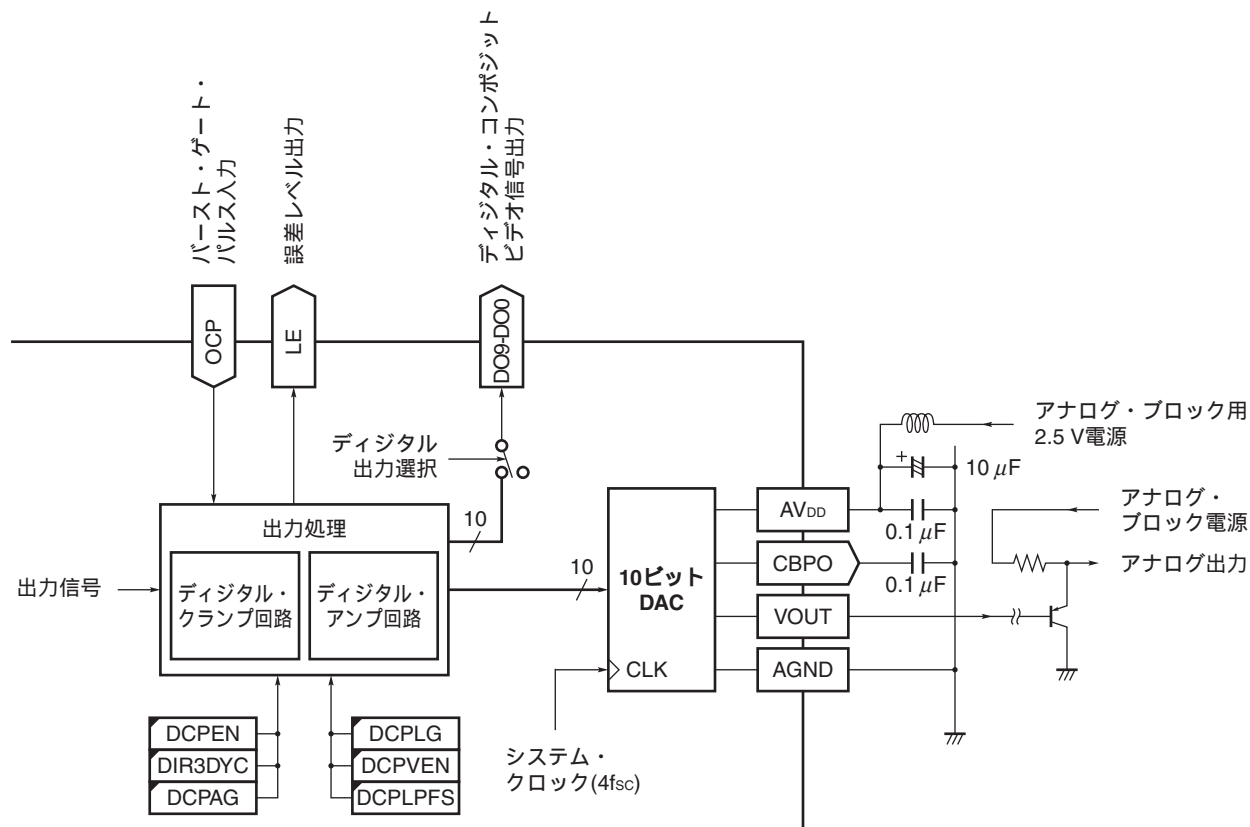 バースト・ゲート・
パルス入力
誤差レベル出力
ディジタル・コンポジット
ビデオ信号出力
OCP
LE
DO9-DO0
ディジタル
出力選択
アナログ・ブロック用
2.5 V電源
+
10 μF
0.1 μF
0.1 μF
アナログ・
ブロック電源
アナログ出力
出力処理
10
10
出力信号
ディジタル・
クランプ回路
ディジタル・
アンプ回路
10ビット
DAC
CLK
AVDD
CBPO
VOUT
AGND
DCPEN
DIR3DYC
DCPAG
DCPLG
DCPVEN
DCPLPFS
システム・
クロック(4fsc)